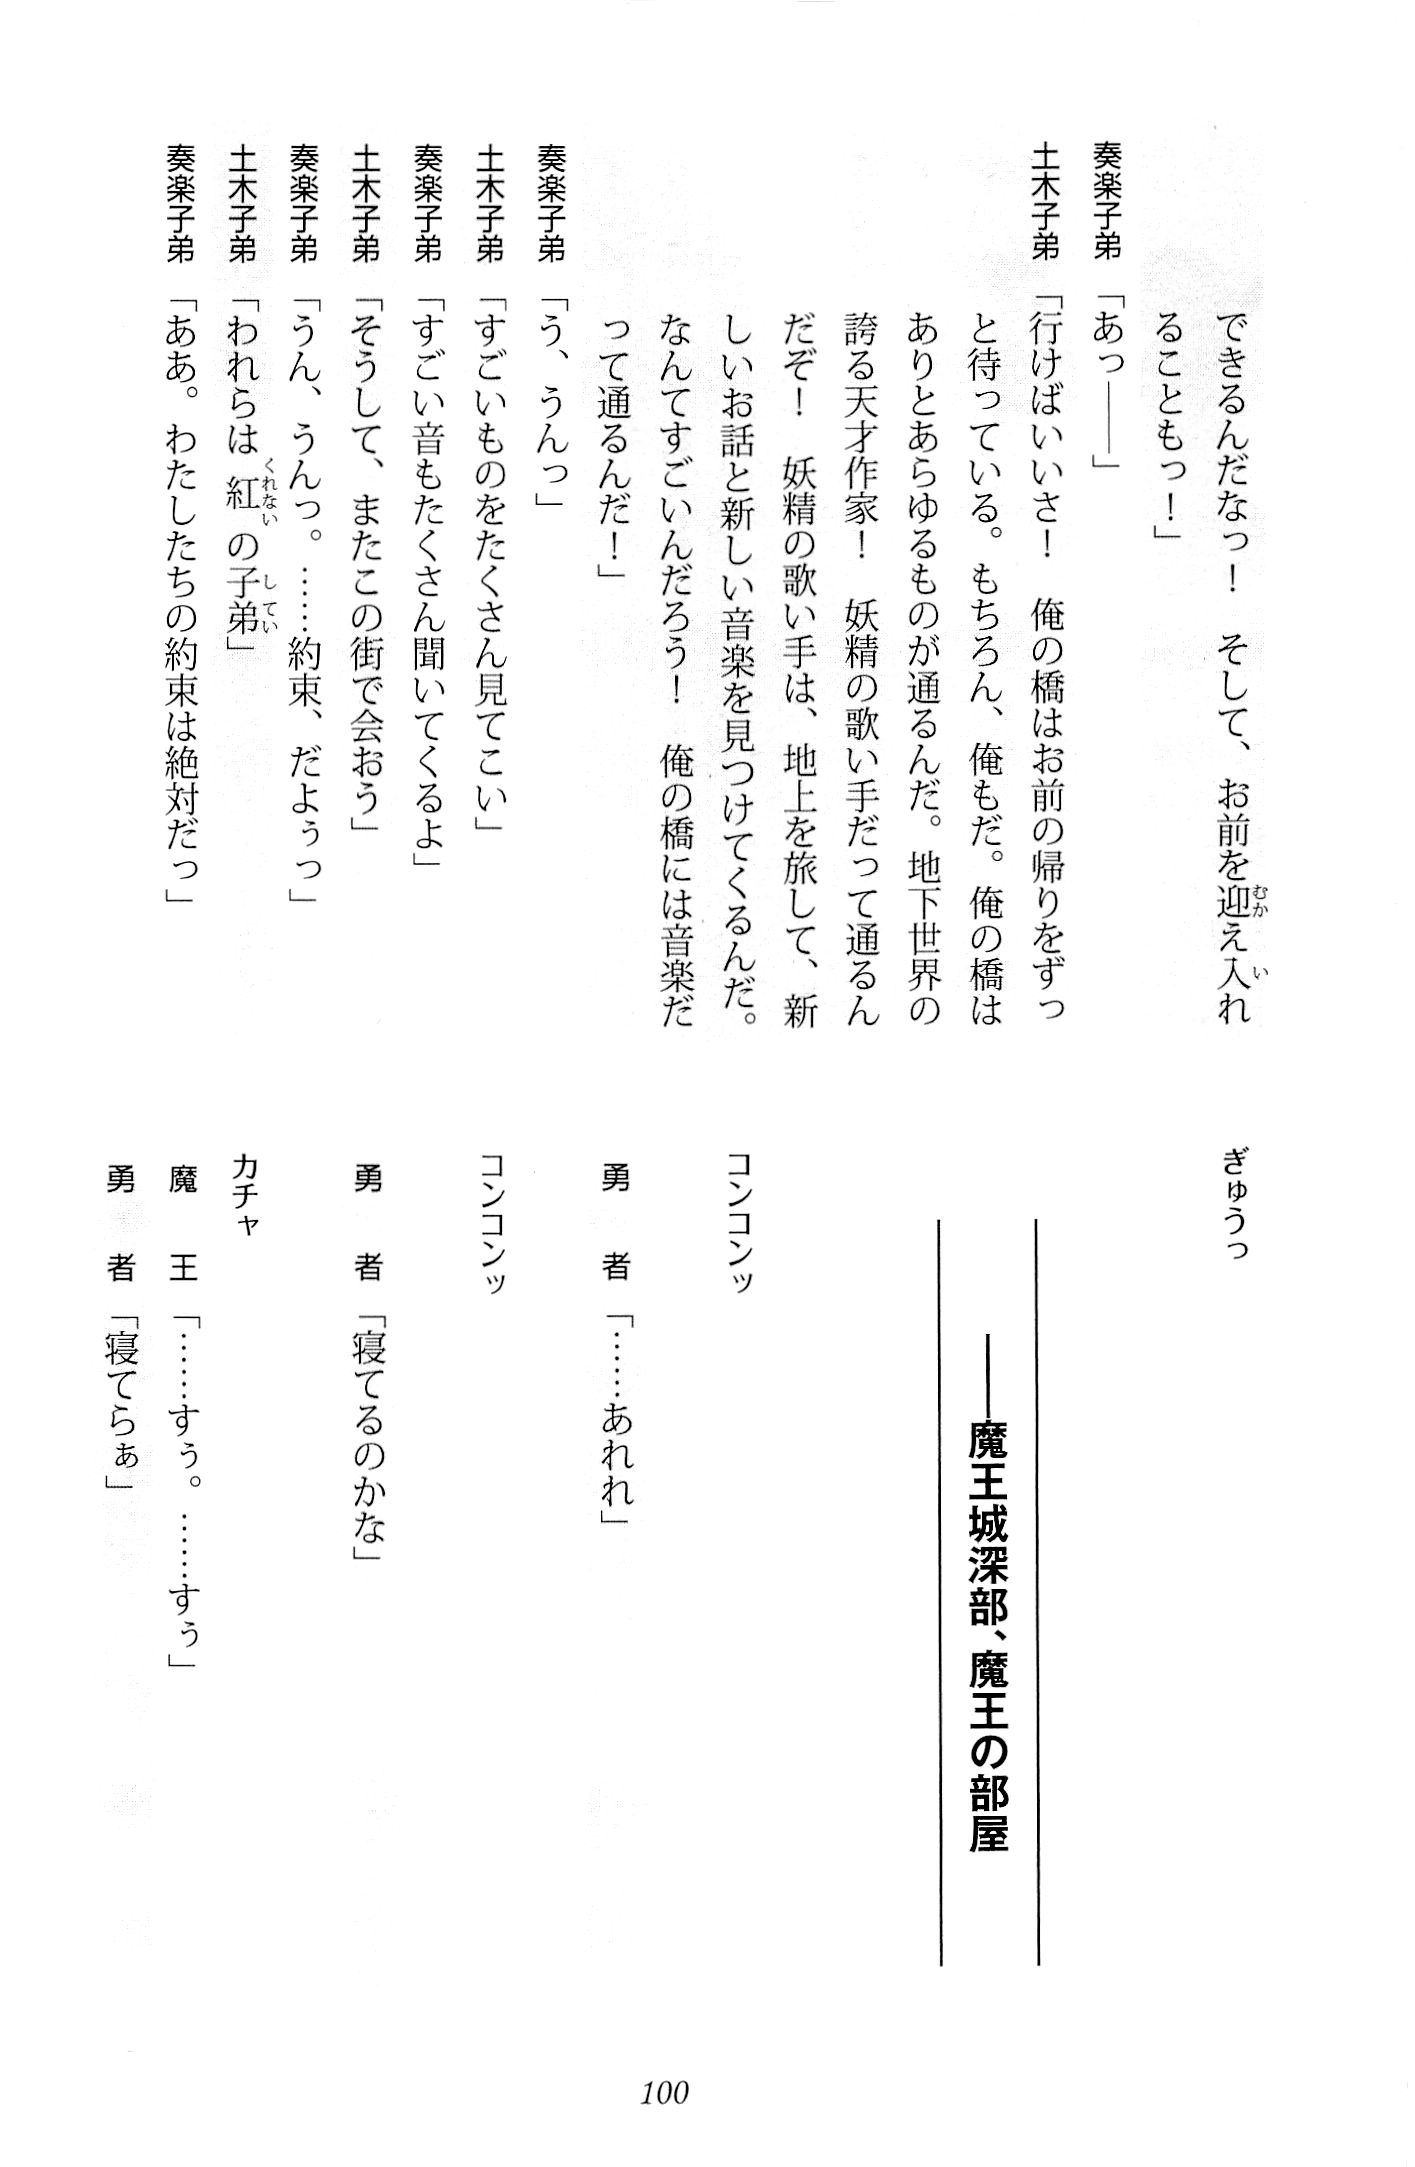 できるんだなっ！　そして、お前を迎え入れ
ることもっ！」
奏楽子弟「あっ――」
土木子弟「行けばいいさ！　俺の橋はお前の帰りをずっ
と待っている。もちろん、俺もだ。俺の橋は
ありとあらゆるものが通るんだ。地下世界の
誇る天才作家！　妖精の歌い手だって通るん
だぞ！　妖精の歌い手は、地上を旅して、新
しいお話と新しい音楽を見つけてくるんだ。
なんてすごいんだろう！　俺の橋には音楽だ
って通るんだ！」
奏楽子弟「う、うんっ」
土木子弟「すごいものをたくさん見てこい」
奏楽子弟「すごい音もたくさん聞いてくるよ」
土木子弟「そうして、またこの街で会おう」
奏楽子弟「うん、うんっ。……約束、だよぅっ」
土木子弟「われらは紅の子弟」
奏楽子弟「ああ。わたしたちの約束は絶対だっ」
ぎゅうっ
――魔王城深部、魔王の部屋
コンコンッ
勇　者「……あれれ」
コンコンッ
勇　者「寝てるのかな」
カチャ
魔　王「……すぅ。……すぅ」
勇　者「寝てらぁ」
100